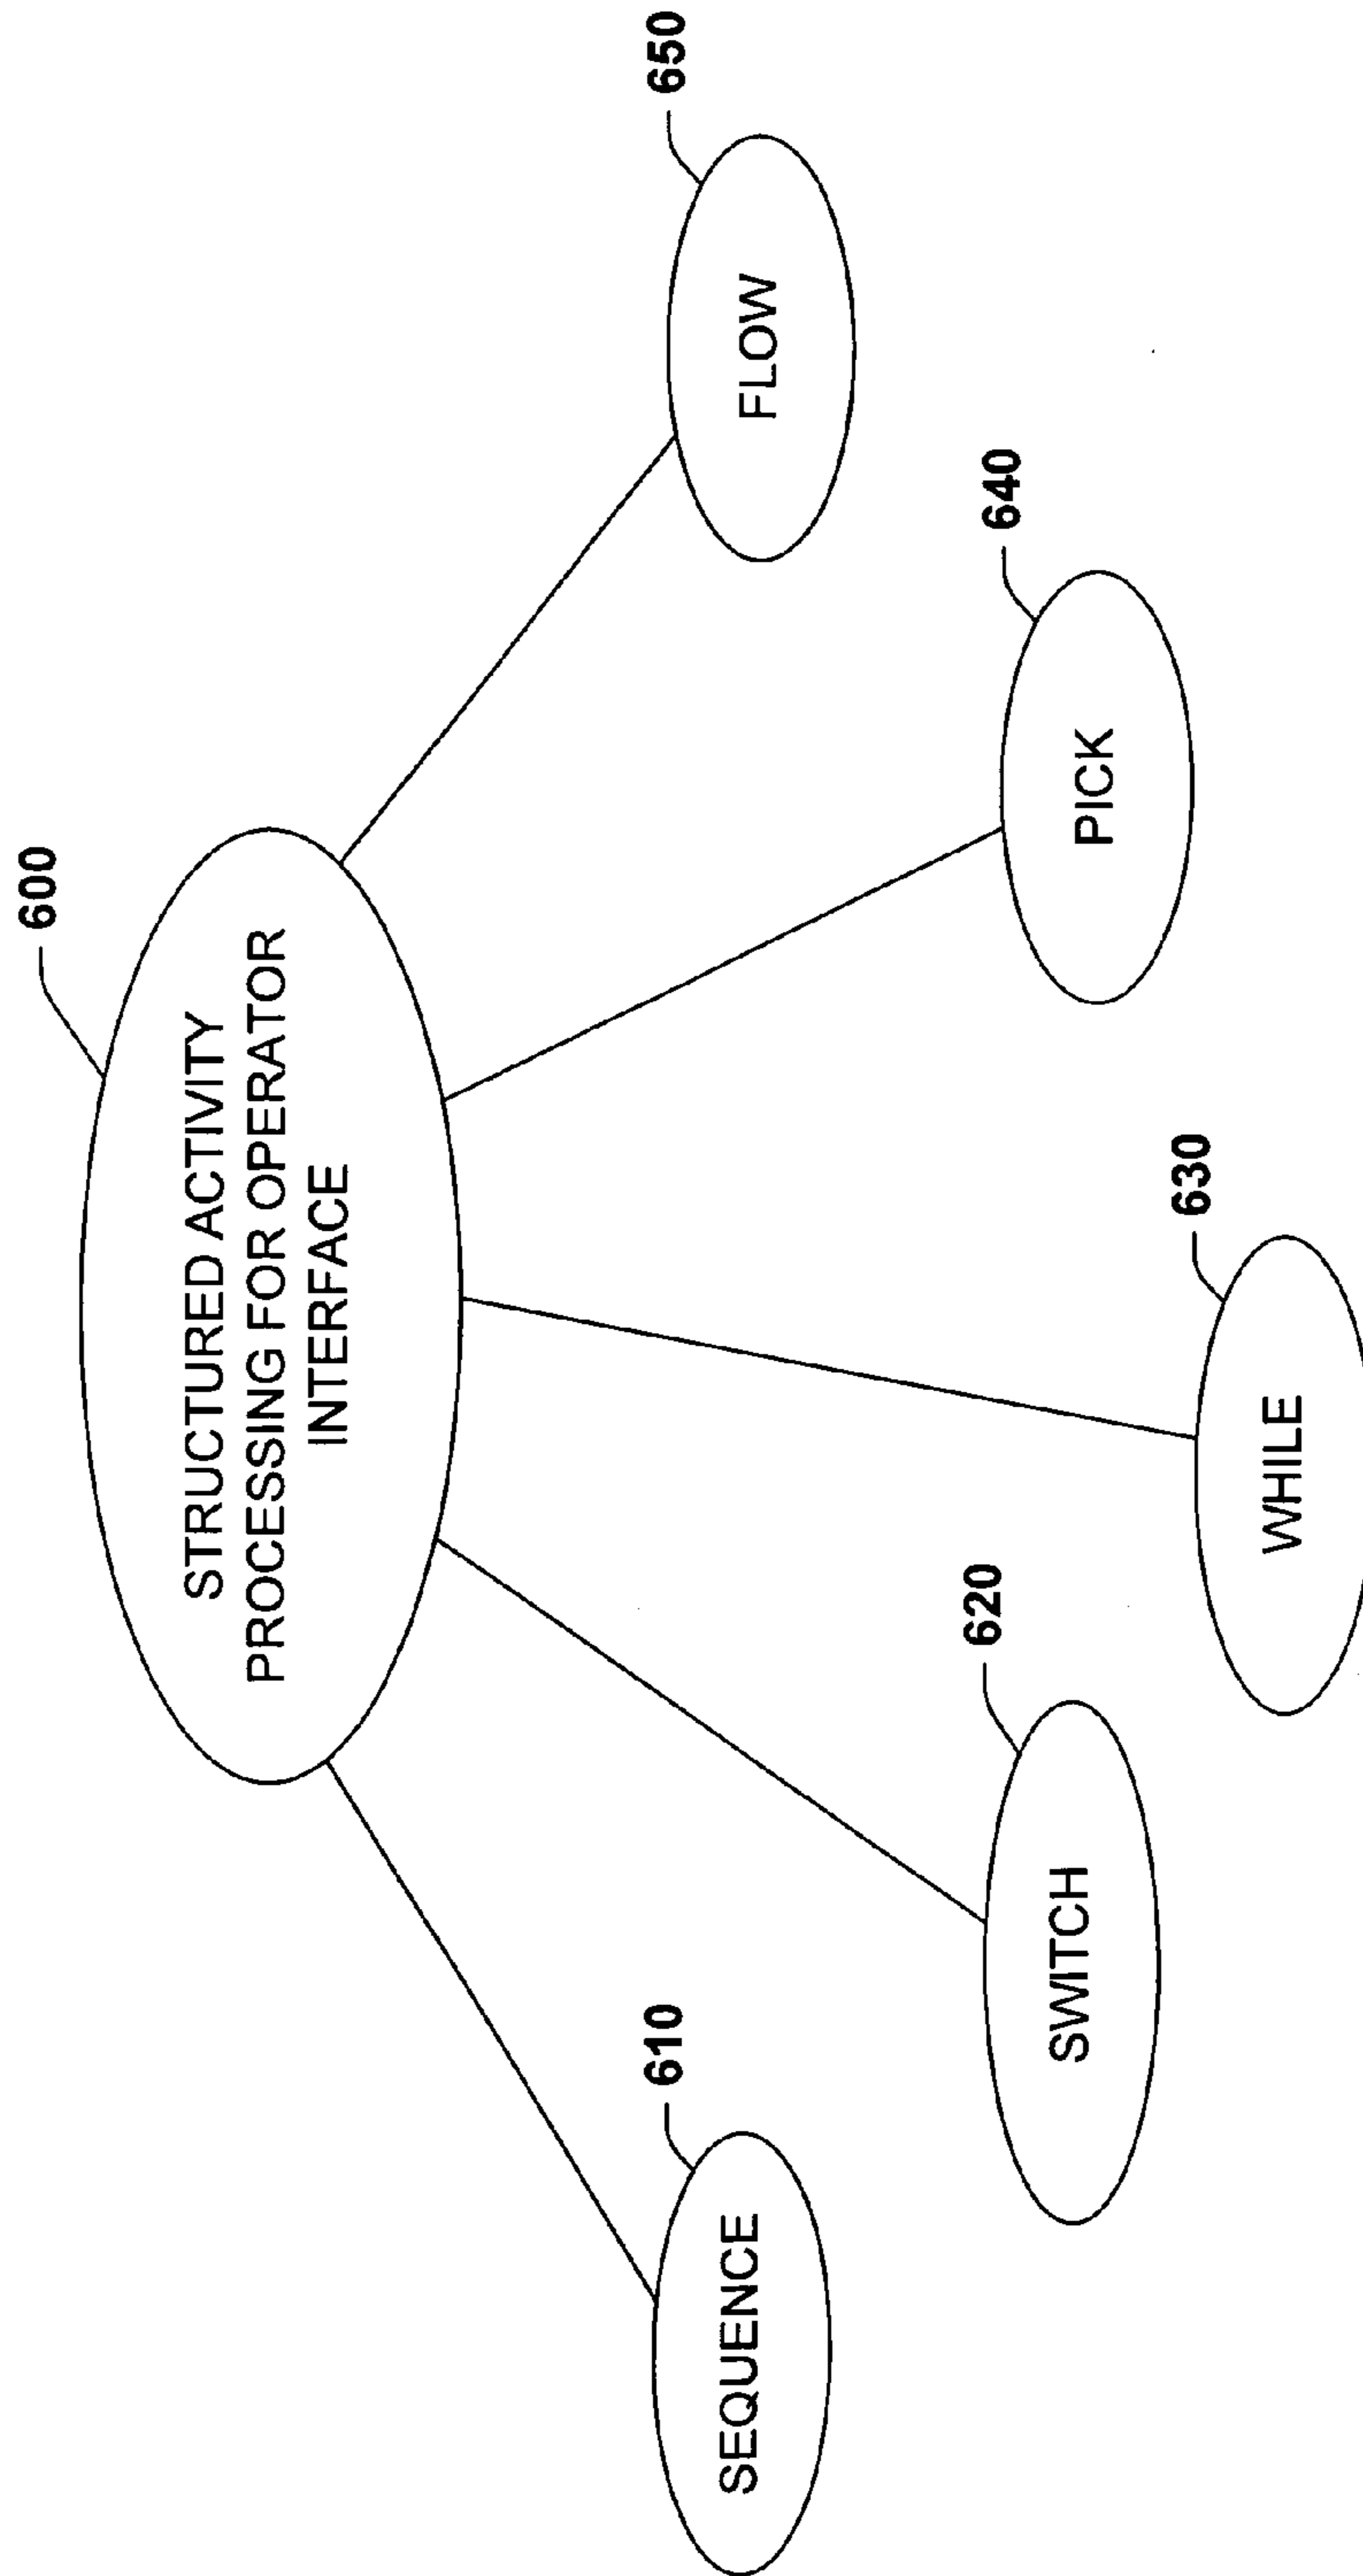 600
STRUCTURED ACTIVITY
PROCESSING FOR OPERATOR
INTERFACE
610
SEQUENCE
620
SWITCH
630
WHILE
640
PICK
650
FLOW